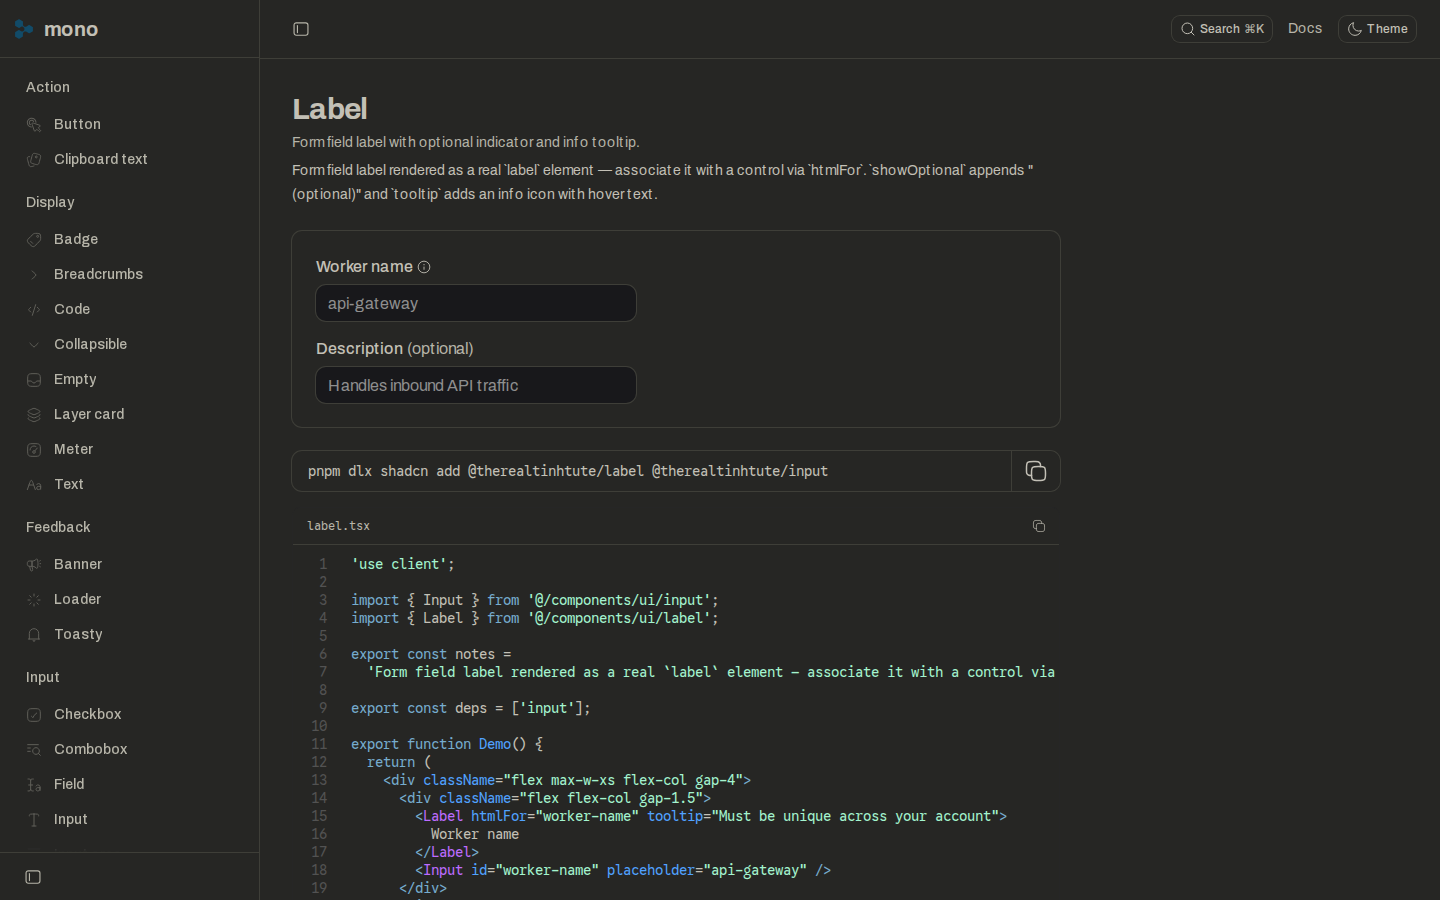 mono
Search ⌘K
Docs
Theme
Action
Button
Clipboard text
Display
Badge
Breadcrumbs
Code
Collapsible
Empty
Layer card
Meter
Text
Feedback
Banner
Loader
Toasty
Input
Checkbox
Combobox
Field
Input
Label
Form field label with optional indicator and info tooltip.
Form field label rendered as a real `label` element — associate it with a control via `htmlFor`. `showOptional` appends "
(optional)" and `tooltip` adds an info icon with hover text.
Worker name
api-gateway
Description (optional)
Handles inbound API traffic
pnpm dlx shadcn add @therealtinhtute/label @therealtinhtute/input
label.tsx
1 'use client';
2
3 import { Input } from '@/components/ui/input';
4 import { Label } from '@/components/ui/label';
5
6 export const notes =
7 'Form field label rendered as a real `label` element — associate it with a control via
8
9 export const deps = ['input'];
10
11 export function Demo() {
12 return (
13 <div className="flex max-w-xs flex-col gap-4">
14 <div className="flex flex-col gap-1.5">
15 <Label htmlFor="worker-name" tooltip="Must be unique across your account">
16 Worker name
17 </Label>
18 <Input id="worker-name" placeholder="api-gateway" />
19 </div>